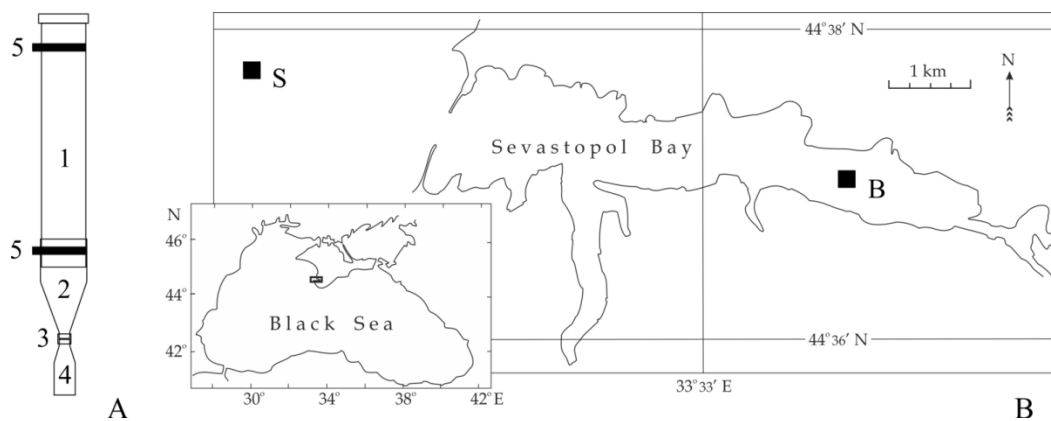 5
1
5
2
3
4
A
S
44°38′ N
1 km
N
Sevastopol Bay
B
N
46°
44°
42°
Black Sea
30°
34°
38°
42°E
44°36′ N
33°33′ E
B